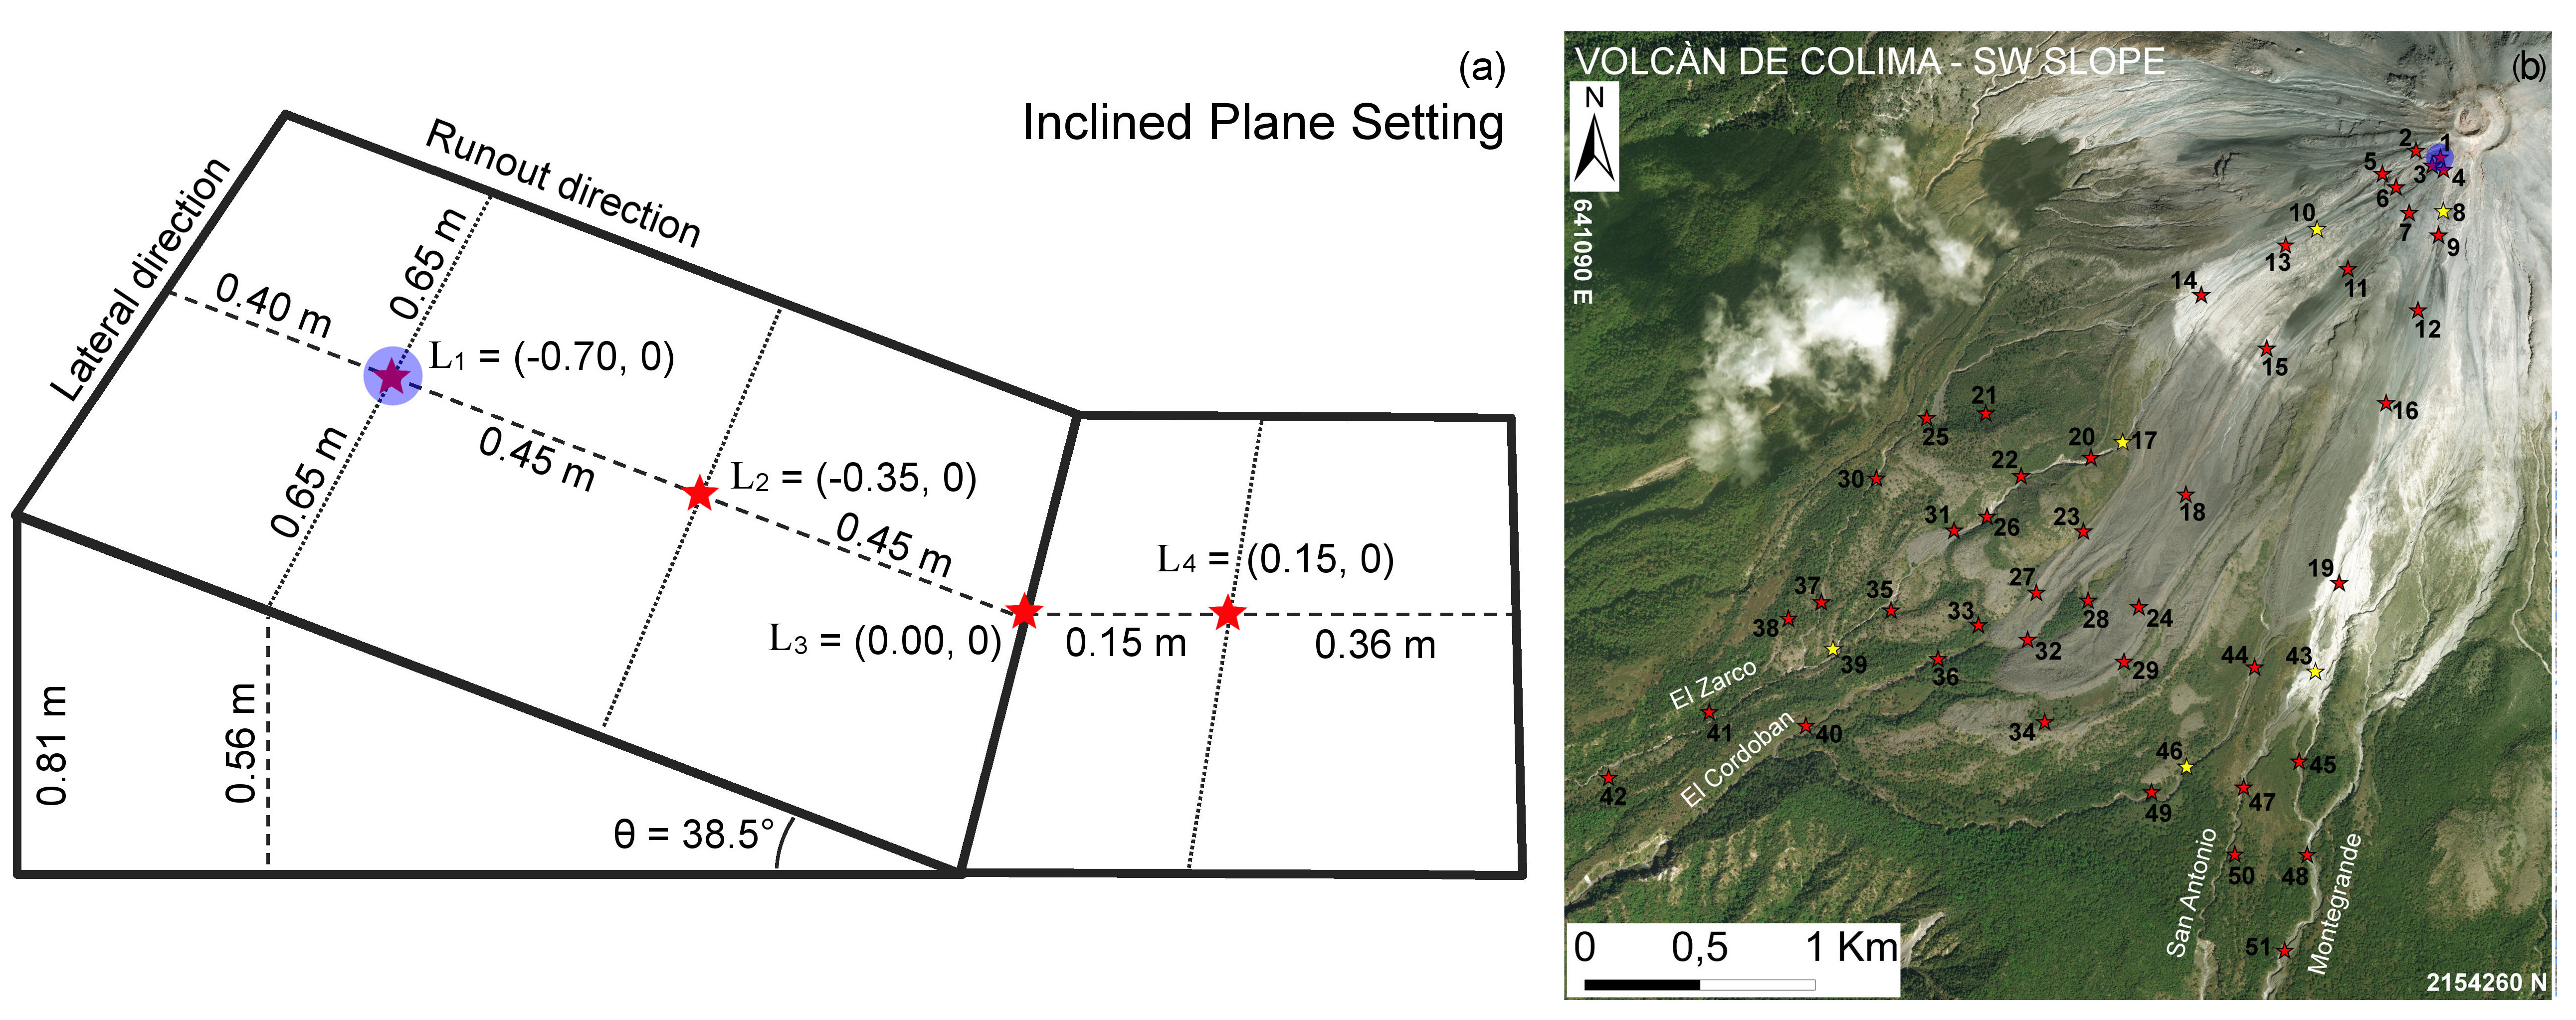 (a)
Inclined Plane Setting
Runout direction
Lateral direction
0.40 m
0.65 m
L1 = (-0.70, 0)
0.45 m
0.65 m
L2 = (-0.35, 0)
0.45 m
L4 = (0.15, 0)
L3 = (0.00, 0)
0.15 m
0.36 m
0.81 m
0.56 m
θ = 38.5°
VOLCÀN DE COLIMA - SW SLOPE
(b)
N
641090 E
1
2
3
4
5
6
7
8
9
10
11
12
13
14
15
16
17
18
19
20
21
22
23
24
25
26
27
28
29
30
31
32
33
34
35
36
37
38
39
40
41
42
43
44
45
46
47
48
49
50
51
El Zarco
El Cordoban
San Antonio
Montegrande
0 0,5 1 Km
2154260 N